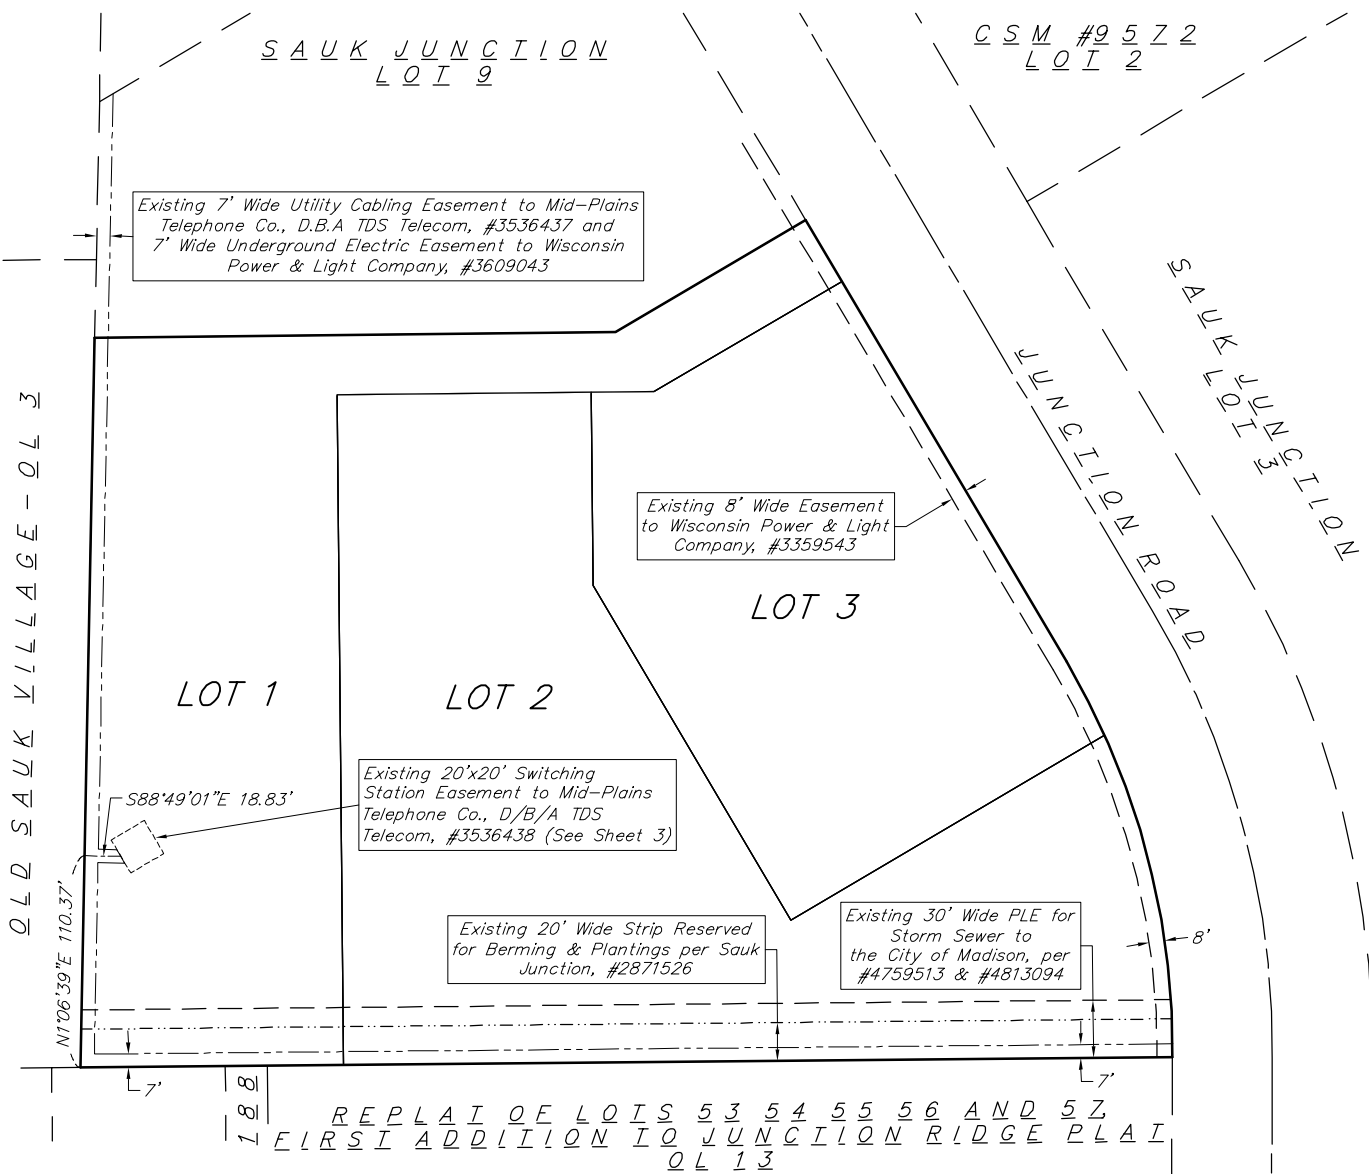 SAUK JUNCTION
LOT 9
CSM #9572
LOT 2
Existing 7' Wide Utility Cabling Easement to Mid-Plains
Telephone Co., D.B.A TDS Telecom, #3536437 and
7' Wide Underground Electric Easement to Wisconsin
Power & Light Company, #3609043
SAUK JUNCTION
LOT 3
JUNCTION ROAD
OLD SAUK VILLAGE-OL 3
Existing 8' Wide Easement
to Wisconsin Power & Light
Company, #3359543
LOT 3
LOT 1
LOT 2
Existing 20'x20' Switching
Station Easement to Mid-Plains
Telephone Co., D/B/A TDS
Telecom, #3536438 (See Sheet 3)
S88°49'01"E 18.83'
N1°06'39"E 110.37'
Existing 20' Wide Strip Reserved
for Berming & Plantings per Sauk
Junction, #2871526
Existing 30' Wide PLE for
Storm Sewer to
the City of Madison, per
#4759513 & #4813094
8'
7'
7'
188
REPLAT OF LOTS 53 54 55 56 AND 57,
FIRST ADDITION TO JUNCTION RIDGE PLAT
OL 13